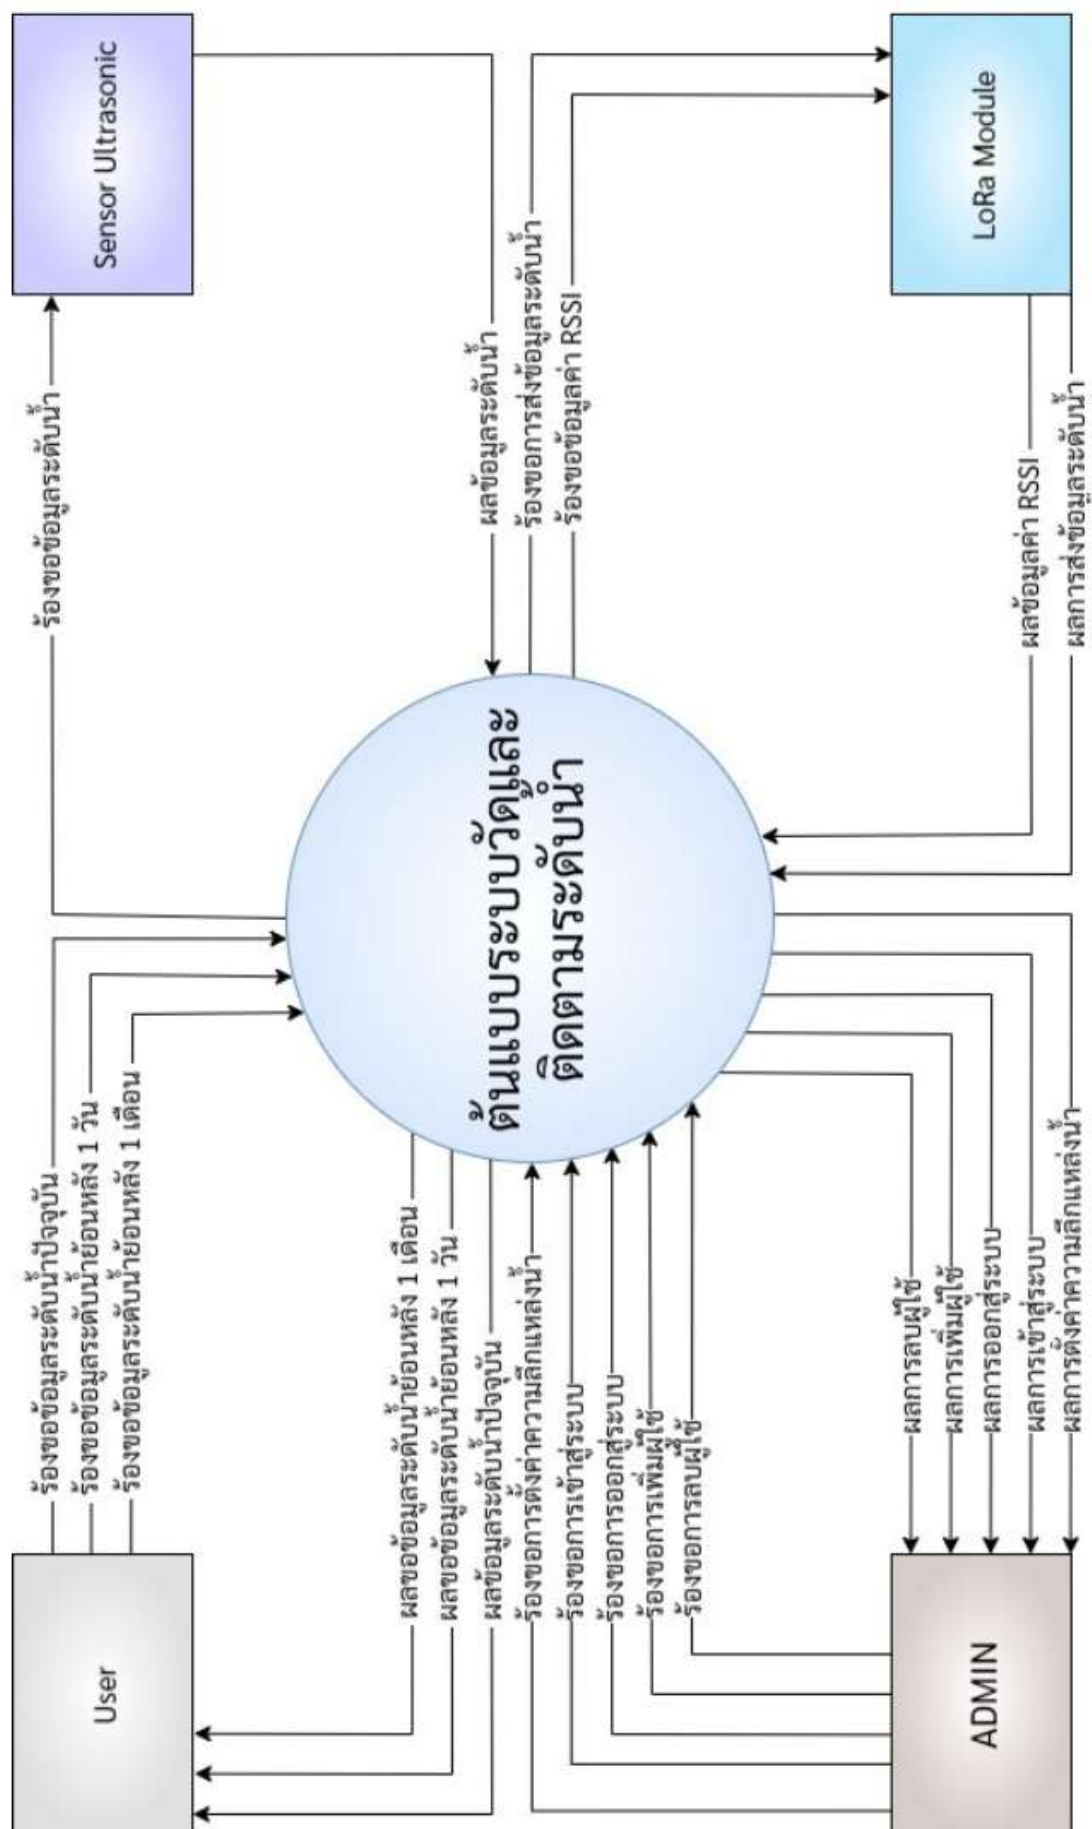 User
Sensor Ultrasonic
ร้องขอข้อมูลระดับน้ำปัจจุบัน
ร้องขอข้อมูลระดับน้ำย้อนหลัง 1 วัน
ร้องขอข้อมูลระดับน้ำย้อนหลัง 1 เดือน
ร้องขอข้อมูลระดับน้ำ
ผลขอข้อมูลระดับน้ำย้อนหลัง 1 เดือน
ผลขอข้อมูลระดับน้ำย้อนหลัง 1 วัน
ผลข้อมูลระดับน้ำปัจจุบัน
ต้นแบบระบบวัดและ
ติดตามระดับน้ำ
ผลข้อมูลระดับน้ำ
ร้องขอการส่งข้อมูลระดับน้ำ
ร้องขอข้อมูลค่า RSSI
ร้องขอการตั้งค่าความลึกแหล่งน้ำ
ร้องขอการเข้าสู่ระบบ
ร้องขอการออกสู่ระบบ
ร้องขอการเพิ่มผู้ใช้
ร้องขอการลบผู้ใช้
ผลการลบผู้ใช้
ผลการเพิ่มผู้ใช้
ผลการออกสู่ระบบ
ผลการเข้าสู่ระบบ
ผลการตั้งค่าความลึกแหล่งน้ำ
ผลข้อมูลค่า RSSI
ผลการส่งข้อมูลระดับน้ำ
ADMIN
LoRa Module